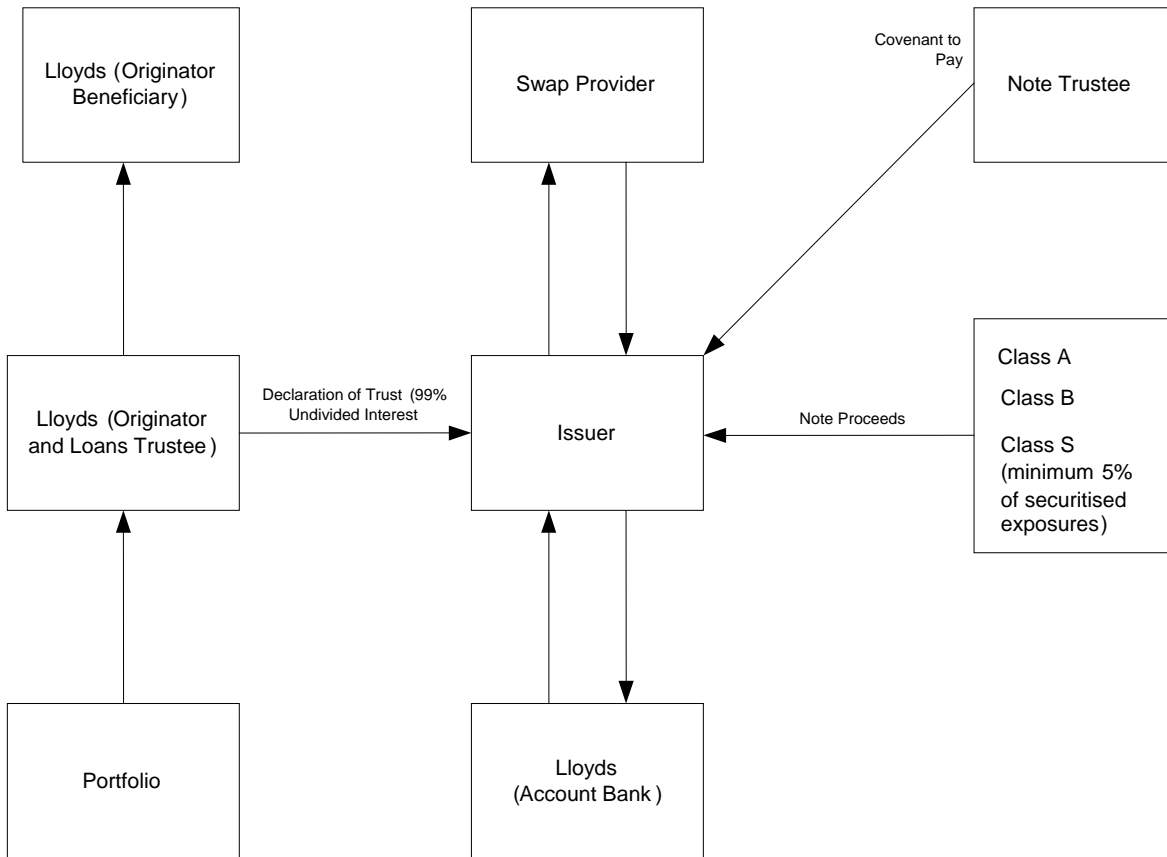 Lloyds (Originator
Beneficiary)
Swap Provider
Covenant to
Pay
Note Trustee
Lloyds (Originator
and Loans Trustee)
Declaration of Trust (99%
Undivided Interest
Issuer
Note Proceeds
Class A
Class B
Class S
(minimum 5%
of securitised
exposures)
Portfolio
Lloyds
(Account Bank)